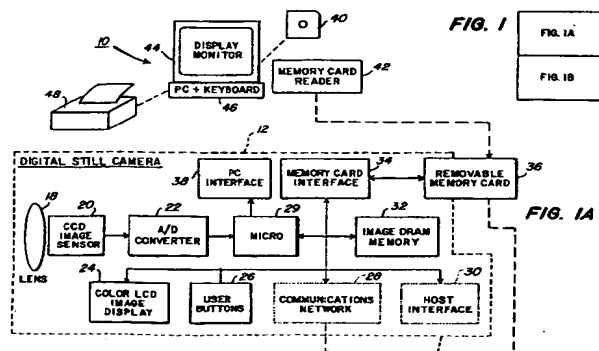 10
44
DISPLAY
MONITOR
40
FIG. 1
FIG. 1A
FIG. 1B
MEMORY CARD
READER
42
48
PC + KEYBOARD
46
12
DIGITAL STILL CAMERA
38
PC
INTERFACE
MEMORY CARD
INTERFACE
34
REMOVABLE
MEMORY CARD
36
FIG. 1A
18
LENS
20
CCD
IMAGE
SENSOR
22
A/D
CONVERTER
29
MICRO
32
IMAGE DRAM
MEMORY
24
COLOR LCD
IMAGE
DISPLAY
26
USER
BUTTONS
28
COMMUNICATIONS
NETWORK
30
HOST
INTERFACE